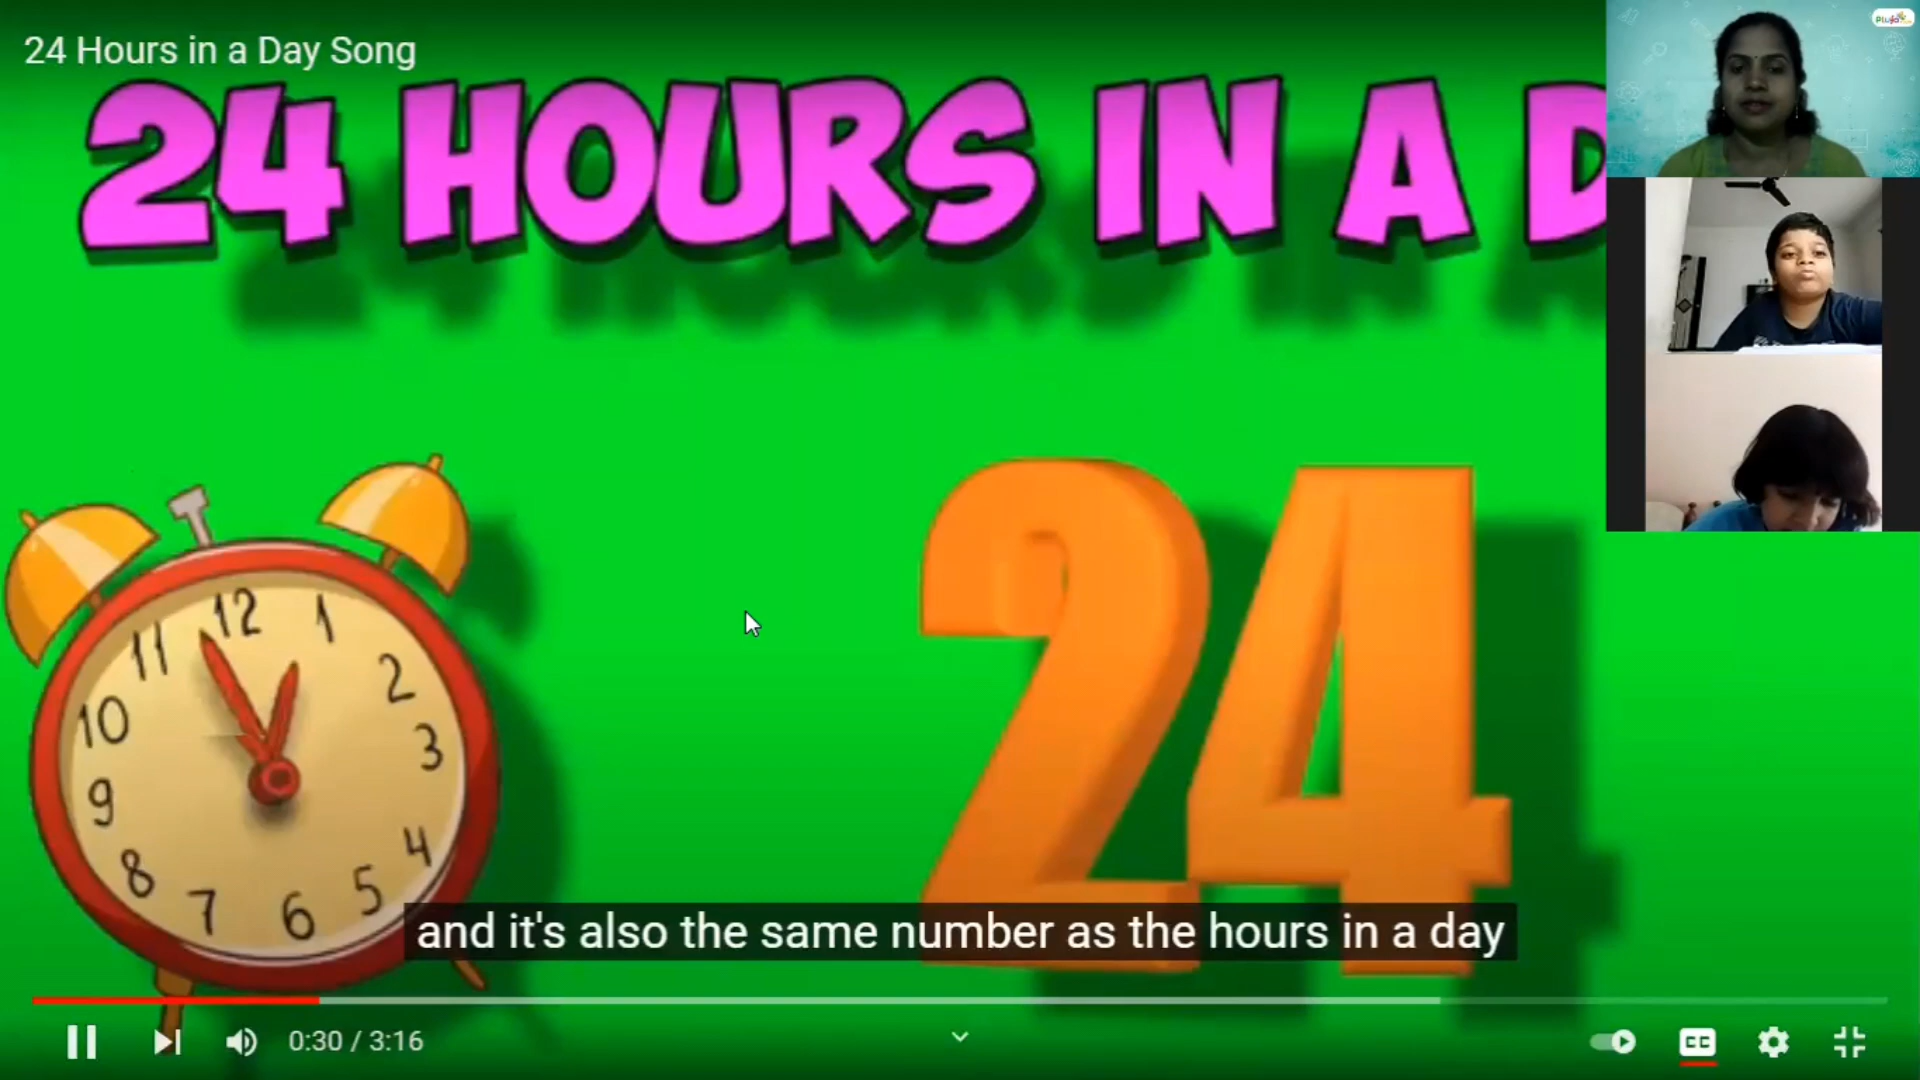 24 Hours in a Day Song
24 HOURS IN A D
12
1
2
3
4
5
6
7
8
9
10
11
24
and it's also the same number as the hours in a day
0:30 / 3:16
CC